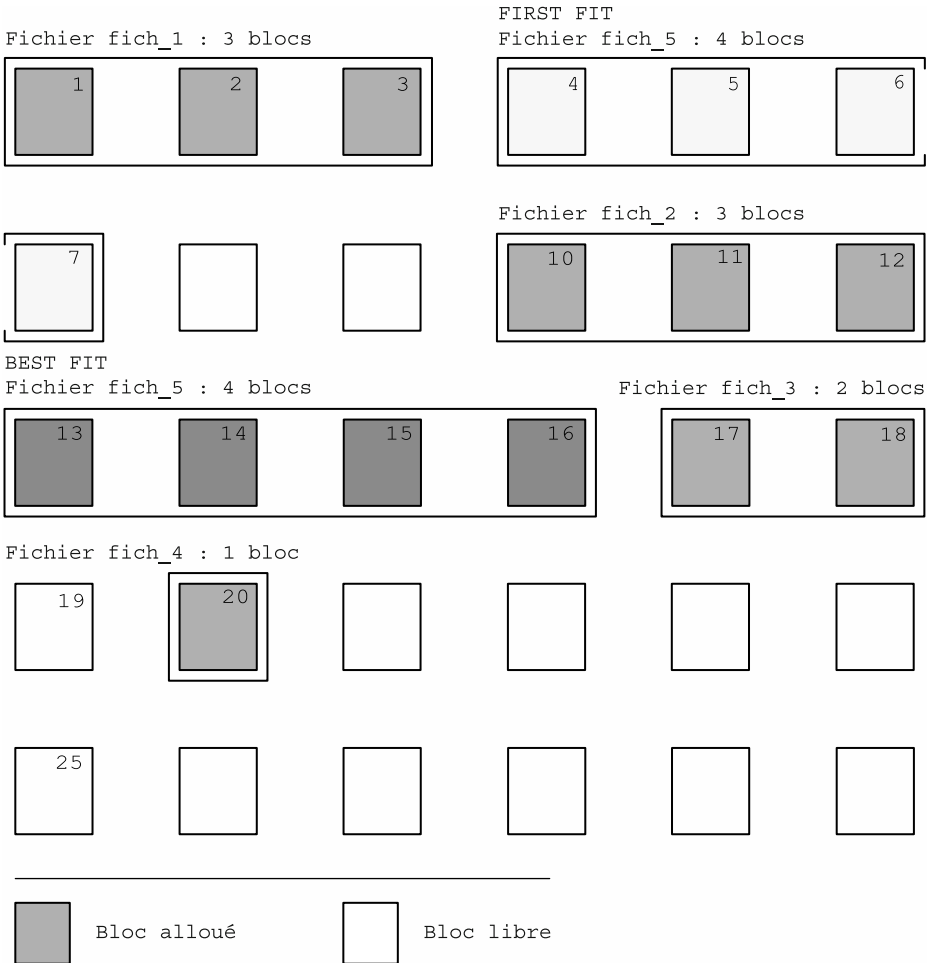 FIRST FIT
Fichier fich_1 : 3 blocs
Fichier fich_5 : 4 blocs
1 2 3 4 5 6
Fichier fich_2 : 3 blocs
7 10 11 12
BEST FIT
Fichier fich_5 : 4 blocs
Fichier fich_3 : 2 blocs
13 14 15 16 17 18
Fichier fich_4 : 1 bloc
19 20
25
Bloc alloué
Bloc libre